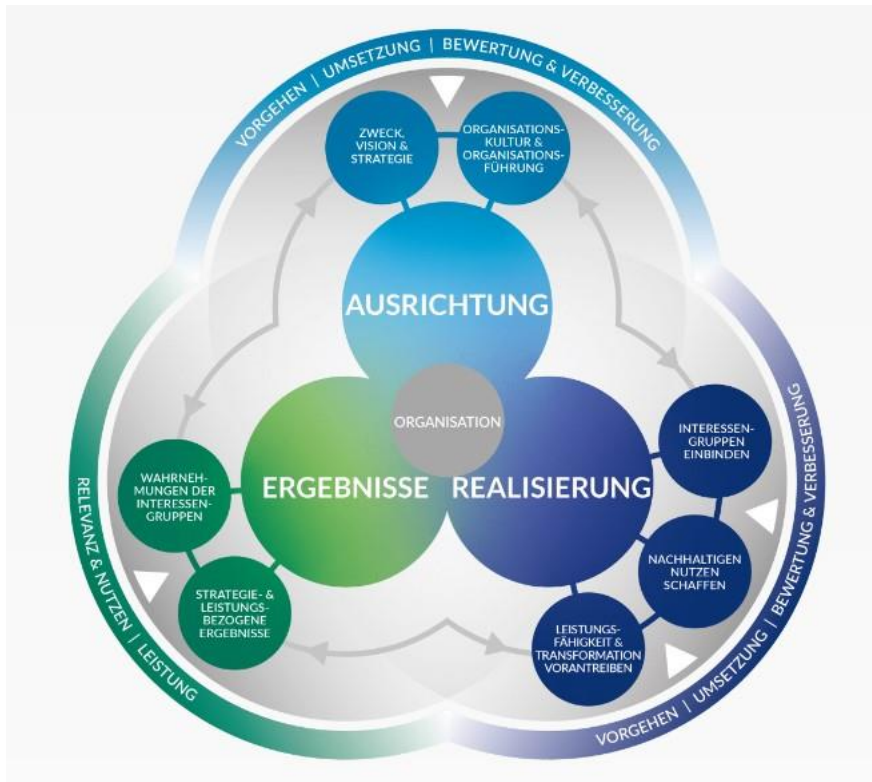 VORGEHEN | UMSETZUNG | BEWERTUNG & VERBESSERUNG
ZWECK,
VISION &
STRATEGIE
ORGANISATIONS-
KULTUR &
ORGANISATIONS-
FÜHRUNG
AUSRICHTUNG
ORGANISATION
ERGEBNISSE
REALISIERUNG
INTERESSEN-
GRUPPEN
EINBINDEN
NACHHALTIGEN
NUTZEN
SCHAFFEN
LEISTUNGS-
FÄHIGKEIT &
TRANSFORMATION
VORANTREIBEN
VORGEHEN | UMSETZUNG | BEWERTUNG & VERBESSERUNG
WAHRNEH-
MUNGEN DER
INTERESSEN-
GRUPPEN
STRATEGIE- &
LEISTUNGS-
BEZOGENE
ERGEBNISSE
RELEVANZ & NUTZEN | LEISTUNG